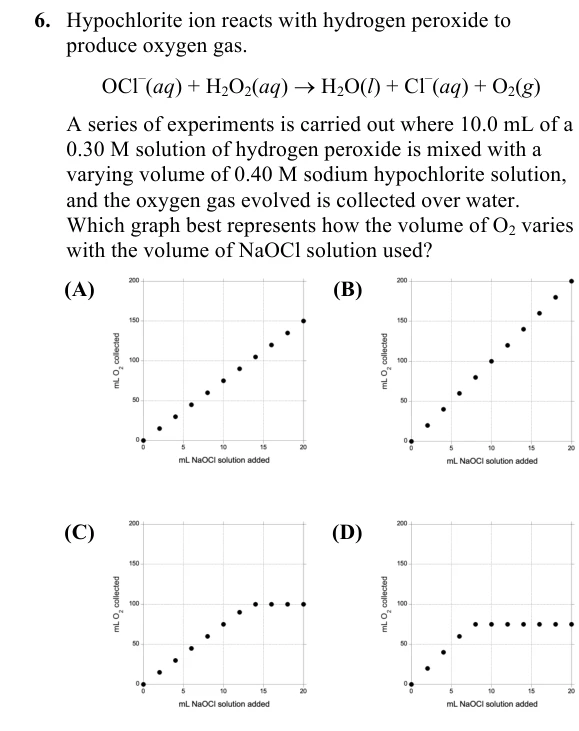 6. Hypochlorite ion reacts with hydrogen peroxide to
produce oxygen gas.
OCl⁻(aq) + H₂O₂(aq) → H₂O(l) + Cl⁻(aq) + O₂(g)
A series of experiments is carried out where 10.0 mL of a
0.30 M solution of hydrogen peroxide is mixed with a
varying volume of 0.40 M sodium hypochlorite solution,
and the oxygen gas evolved is collected over water.
Which graph best represents how the volume of O₂ varies
with the volume of NaOCl solution used?
(A)
200
150
100
50
0
mL O₂ collected
0 5 10 15 20
mL NaOCl solution added
(B)
200
150
100
50
0
mL O₂ collected
0 5 10 15 20
mL NaOCl solution added
(C)
200
150
100
50
0
mL O₂ collected
0 5 10 15 20
mL NaOCl solution added
(D)
200
150
100
50
0
mL O₂ collected
0 5 10 15 20
mL NaOCl solution added